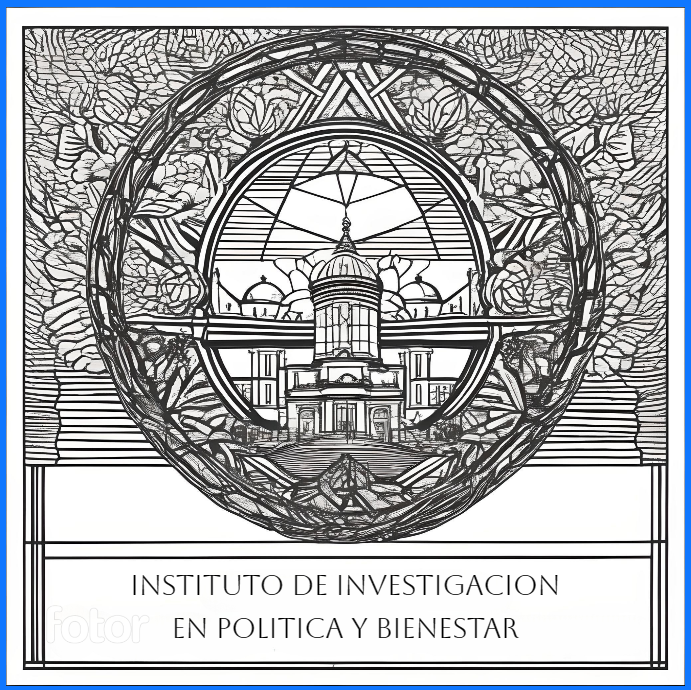 INSTITUTO DE INVESTIGACION
EN POLITICA Y BIENESTAR
fotor